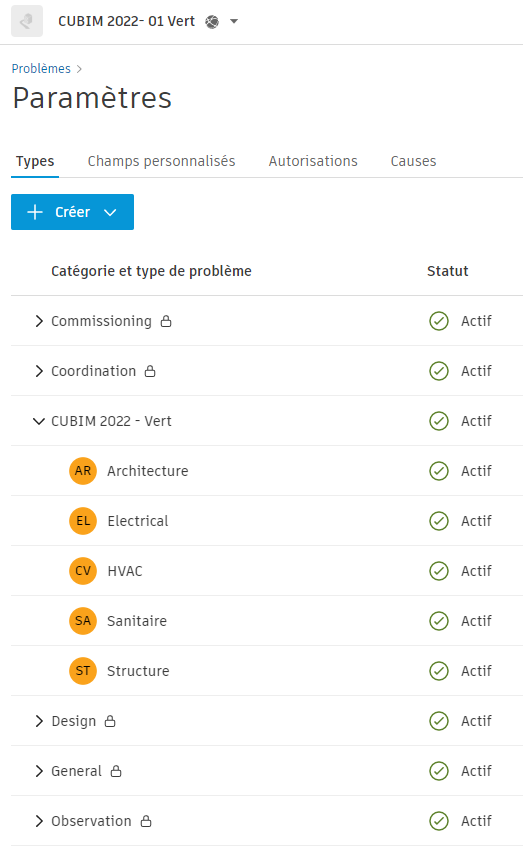 CUBIM 2022- 01 Vert
Problèmes
Paramètres
Types Champs personnalisés Autorisations Causes
Créer
Catégorie et type de problème Statut
Commissioning Actif
Coordination Actif
CUBIM 2022 - Vert Actif
AR Architecture Actif
EL Electrical Actif
CV HVAC Actif
SA Sanitaire Actif
ST Structure Actif
Design Actif
General Actif
Observation Actif